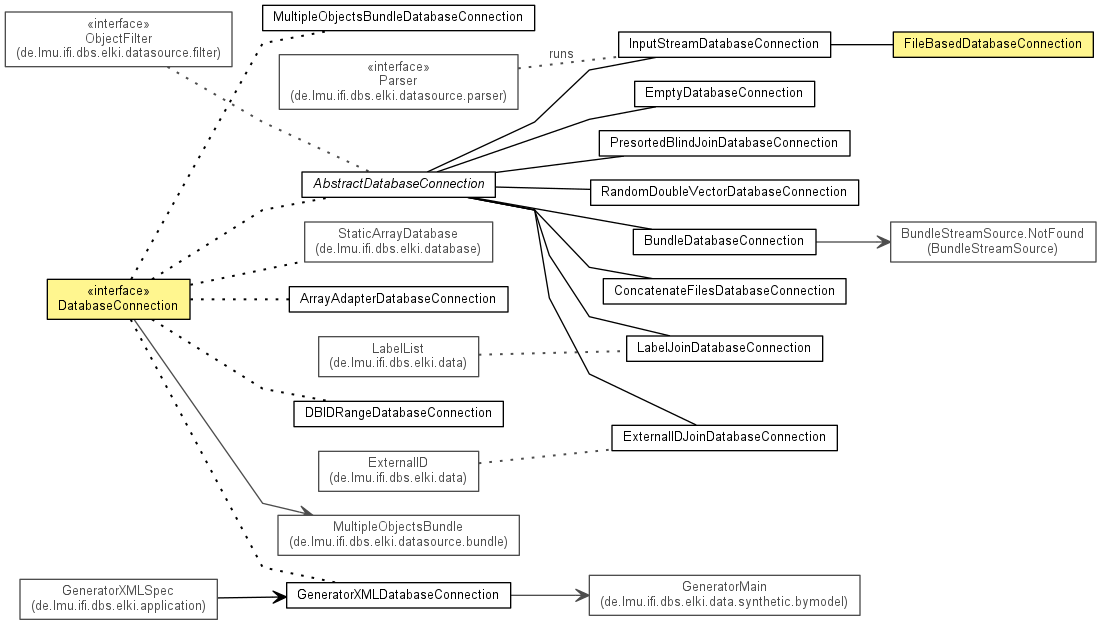 «interface»
ObjectFilter
(de.lmu.ifi.dbs.elki.datasource.filter)
MultipleObjectsBundleDatabaseConnection
«interface»
Parser
(de.lmu.ifi.dbs.elki.datasource.parser)
runs
InputStreamDatabaseConnection
FileBasedDatabaseConnection
EmptyDatabaseConnection
PresortedBlindJoinDatabaseConnection
AbstractDatabaseConnection
RandomDoubleVectorDatabaseConnection
StaticArrayDatabase
(de.lmu.ifi.dbs.elki.database)
BundleDatabaseConnection
BundleStreamSource.NotFound
(BundleStreamSource)
«interface»
DatabaseConnection
ArrayAdapterDatabaseConnection
ConcatenateFilesDatabaseConnection
LabelList
(de.lmu.ifi.dbs.elki.data)
LabelJoinDatabaseConnection
DBIDRangeDatabaseConnection
ExternalIDJoinDatabaseConnection
ExternalID
(de.lmu.ifi.dbs.elki.data)
MultipleObjectsBundle
(de.lmu.ifi.dbs.elki.datasource.bundle)
GeneratorXMLSpec
(de.lmu.ifi.dbs.elki.application)
GeneratorXMLDatabaseConnection
GeneratorMain
(de.lmu.ifi.dbs.elki.data.synthetic.bymodel)